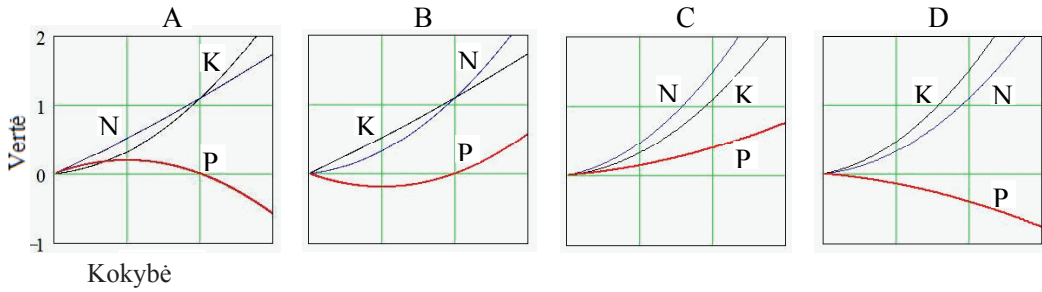 A B C D
2
1
0
-1
Vertė
N K P
K N P
N K P
K N P
Kokybė